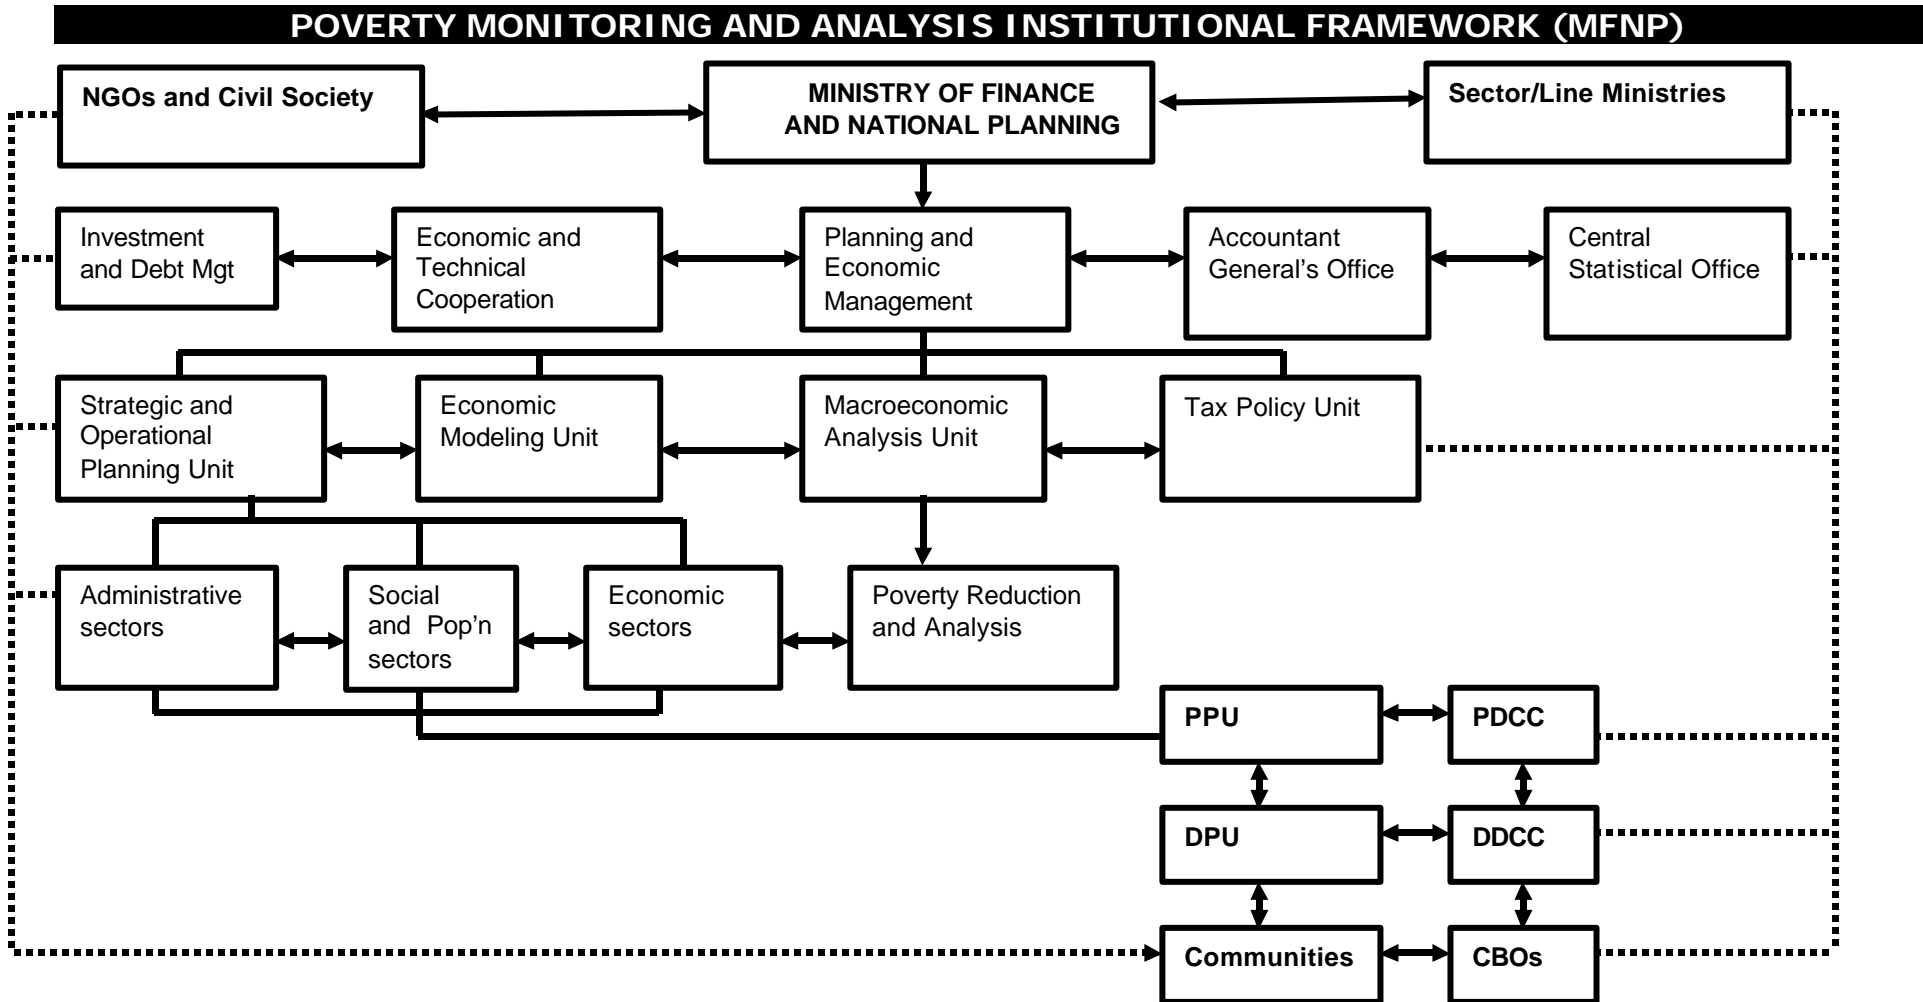 POVERTY MONITORING AND ANALYSIS INSTITUTIONAL FRAMEWORK (MFNP)
NGOs and Civil Society
MINISTRY OF FINANCE
AND NATIONAL PLANNING
Sector/Line Ministries
Investment
and Debt Mgt
Economic and
Technical
Cooperation
Planning and
Economic
Management
Accountant
General's Office
Central
Statistical Office
Strategic and
Operational
Planning Unit
Economic
Modeling Unit
Macroeconomic
Analysis Unit
Tax Policy Unit
Administrative
sectors
Social
and Pop'n
sectors
Economic
sectors
Poverty Reduction
and Analysis
PPU
PDCC
DPU
DDCC
Communities
CBOs